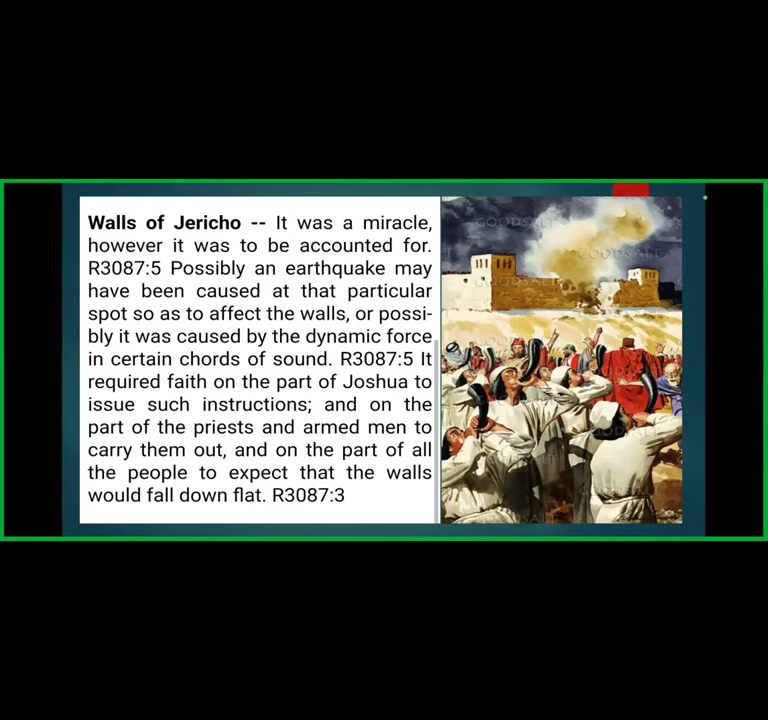 Walls of Jericho -- It was a miracle,
however it was to be accounted for.
R3087:5 Possibly an earthquake may
have been caused at that particular
spot so as to affect the walls, or possi-
bly it was caused by the dynamic force
in certain chords of sound. R3087:5 It
required faith on the part of Joshua to
issue such instructions; and on the
part of the priests and armed men to
carry them out, and on the part of all
the people to expect that the walls
would fall down flat. R3087:3
GOODSALT
GOODSALT